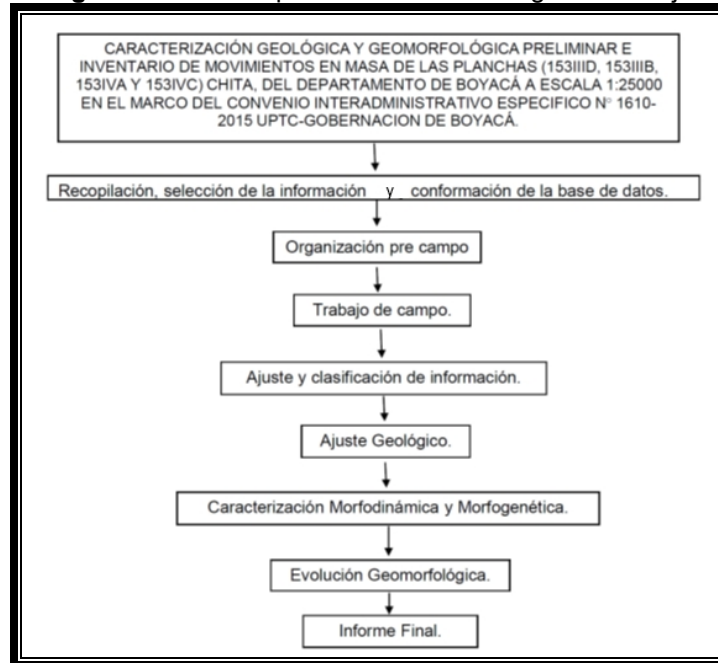 CARACTERIZACIÓN GEOLÓGICA Y GEOMORFOLÓGICA PRELIMINAR E
INVENTARIO DE MOVIMIENTOS EN MASA DE LAS PLANCHAS (153IIID, 153IIIB,
153IVA Y 153IVC) CHITA, DEL DEPARTAMENTO DE BOYACÁ A ESCALA 1:25000
EN EL MARCO DEL CONVENIO INTERADMINISTRATIVO ESPECIFICO N° 1610-
2015 UPTC-GOBERNACION DE BOYACÁ.
Recopilación, selección de la información y conformación de la base de datos.
Organización pre campo
Trabajo de campo.
Ajuste y clasificación de información.
Ajuste Geológico.
Caracterización Morfodinámica y Morfogenética.
Evolución Geomorfológica.
Informe Final.